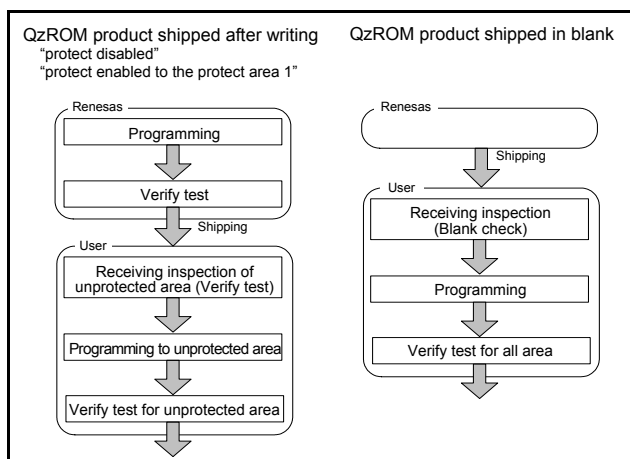 QzROM product shipped after writing
“protect disabled”
“protect enabled to the protect area 1”
Renesas
Programming
Verify test
Shipping
User
Receiving inspection of
unprotected area (Verify test)
Programming to unprotected area
Verify test for unprotected area
QzROM product shipped in blank
Renesas
Shipping
User
Receiving inspection
(Blank check)
Programming
Verify test for all area